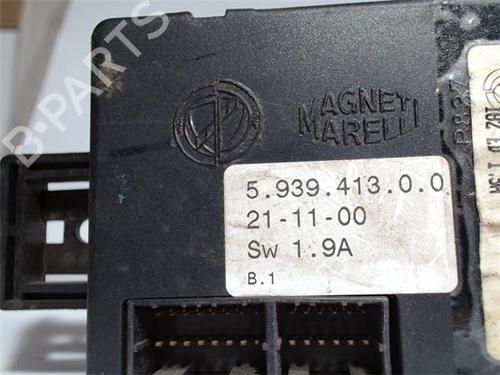 B-PARTS
MAGNETI
MARELLI
5.939.413.0.0
21-11-00
Sw 1.9A
B.1